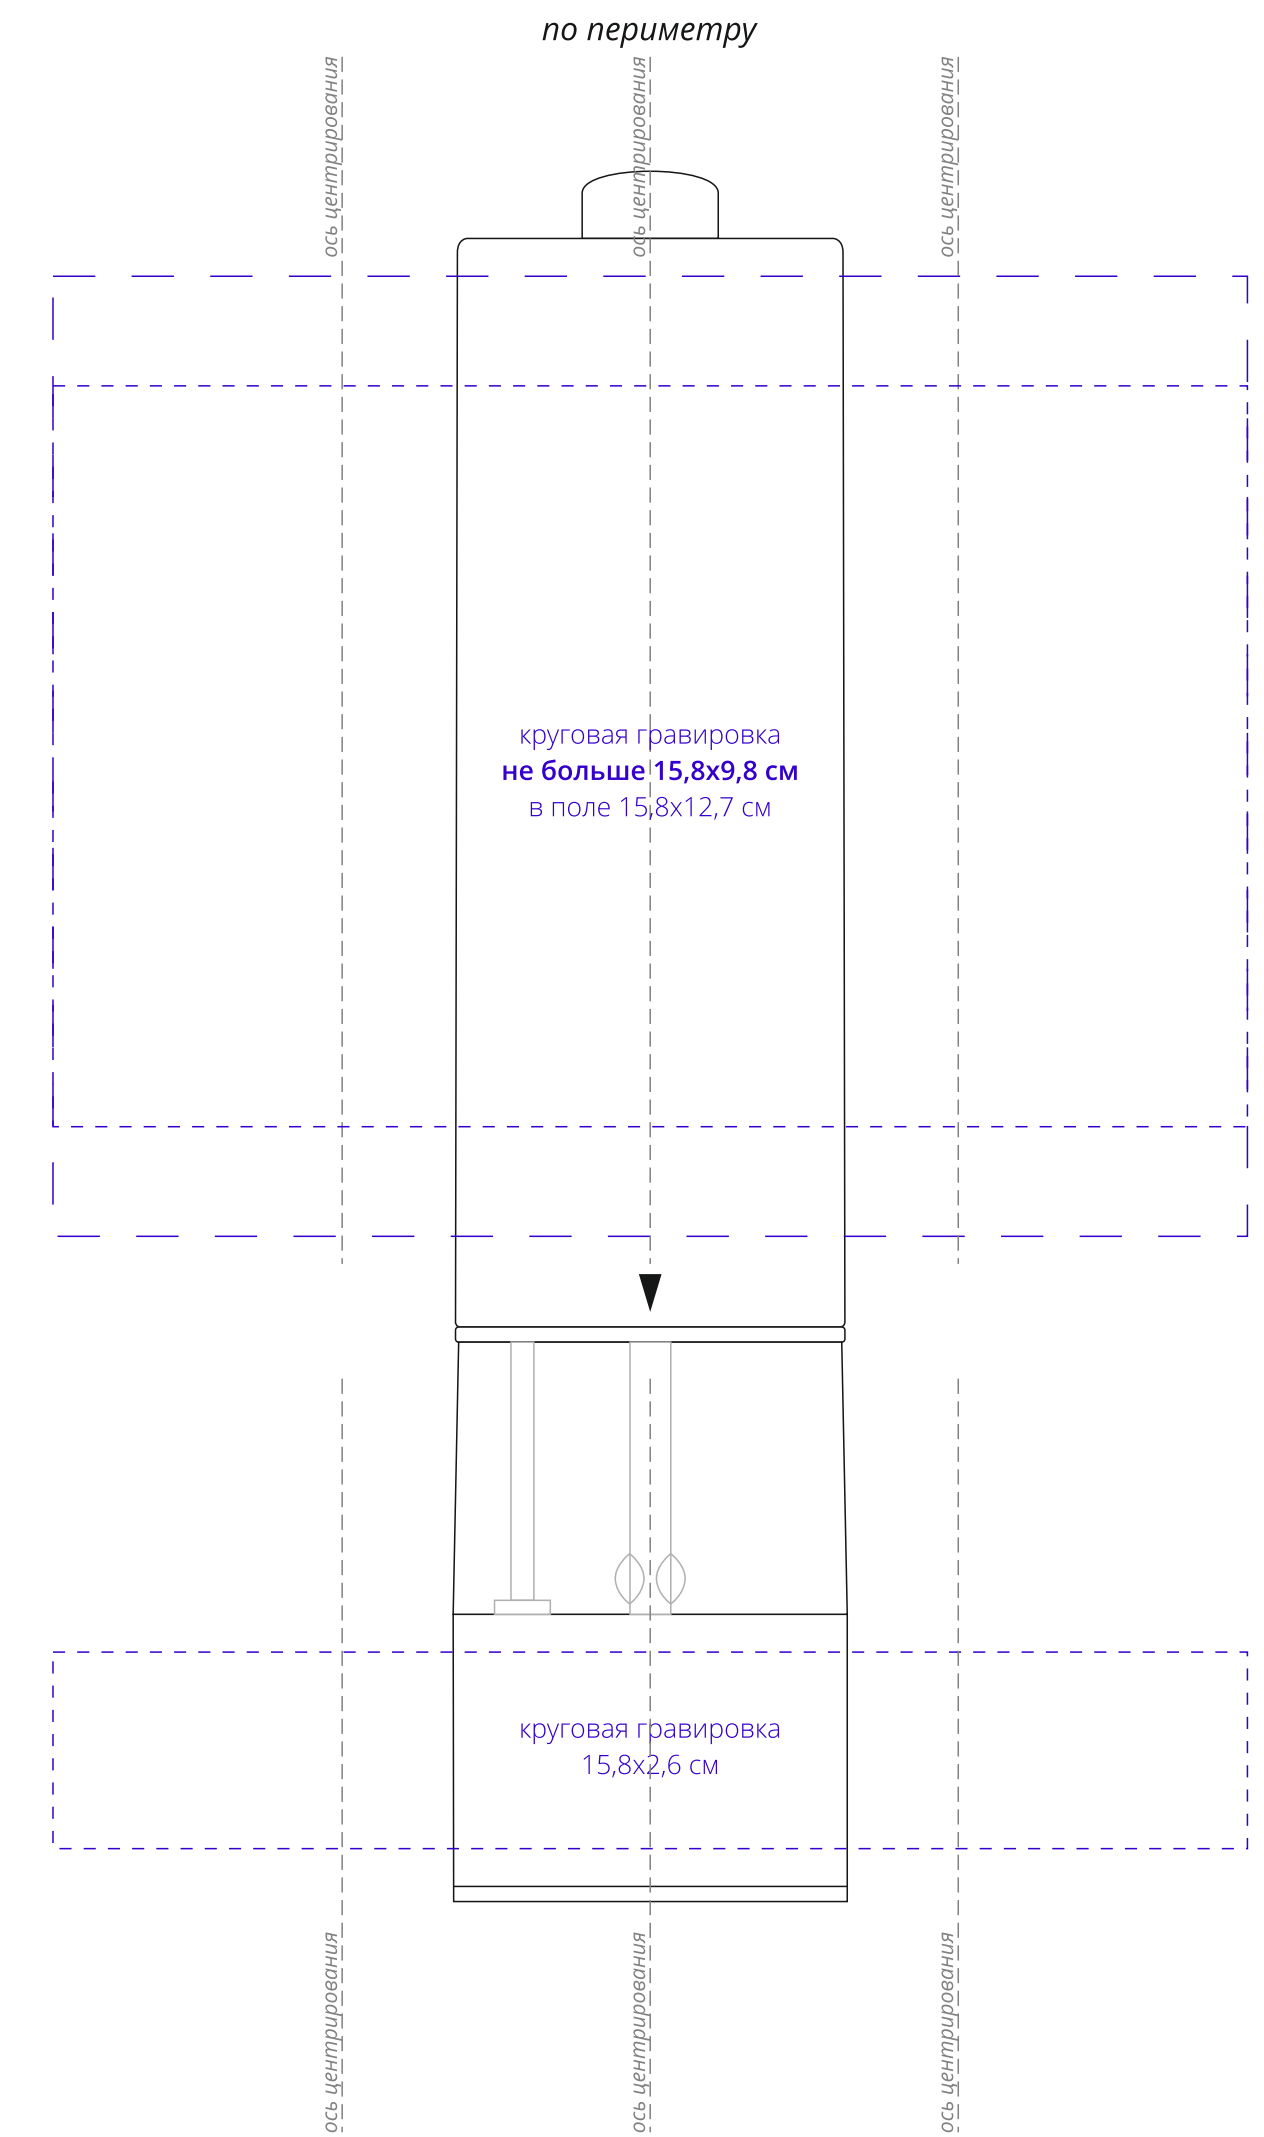 по периметру
ось центрирования
ось центрирования
ось центрирования
круговая гравировка
не больше 15,8x9,8 см
в поле 15,8x12,7 см
круговая гравировка
15,8x2,6 см
ось центрирования
ось центрирования
ось центрирования